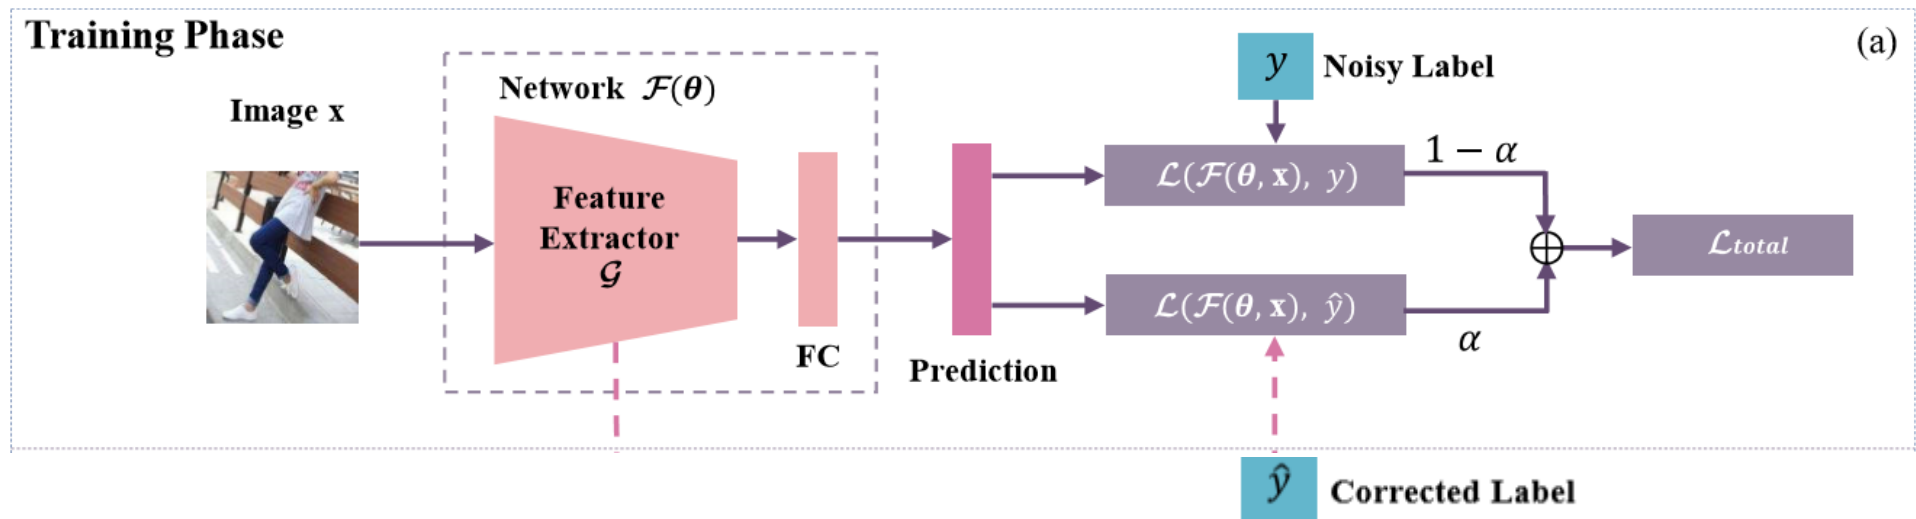 Training Phase
(a)
Image x
Network ℱ(θ)
Feature
Extractor
𝒢
FC
Prediction
y
Noisy Label
ℒ(ℱ(θ, x), y)
1 − α
ℒ(ℱ(θ, x), ŷ)
α
ℒtotal
ŷ
Corrected Label